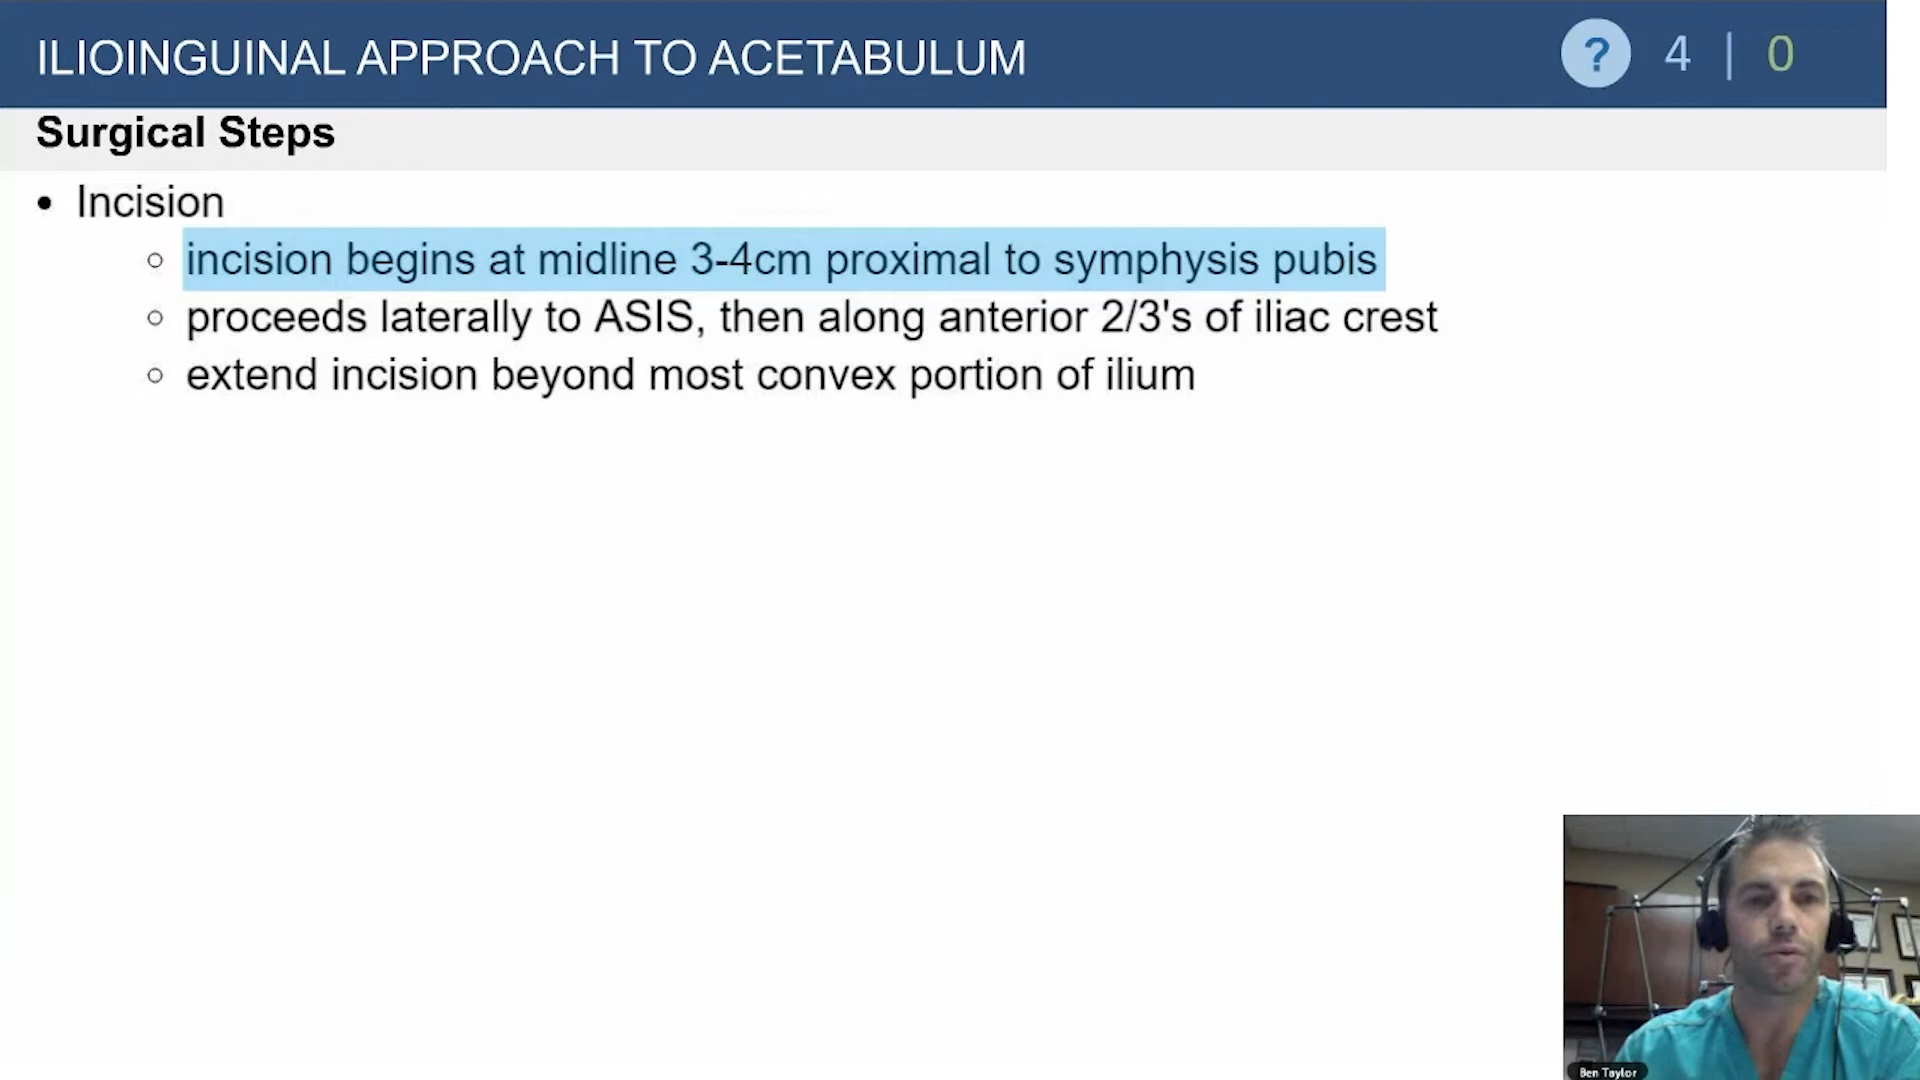 ILIOINGUINAL APPROACH TO ACETABULUM
? 4 | 0
Surgical Steps
• Incision
○ incision begins at midline 3-4cm proximal to symphysis pubis
○ proceeds laterally to ASIS, then along anterior 2/3's of iliac crest
○ extend incision beyond most convex portion of ilium
Ben Taylor